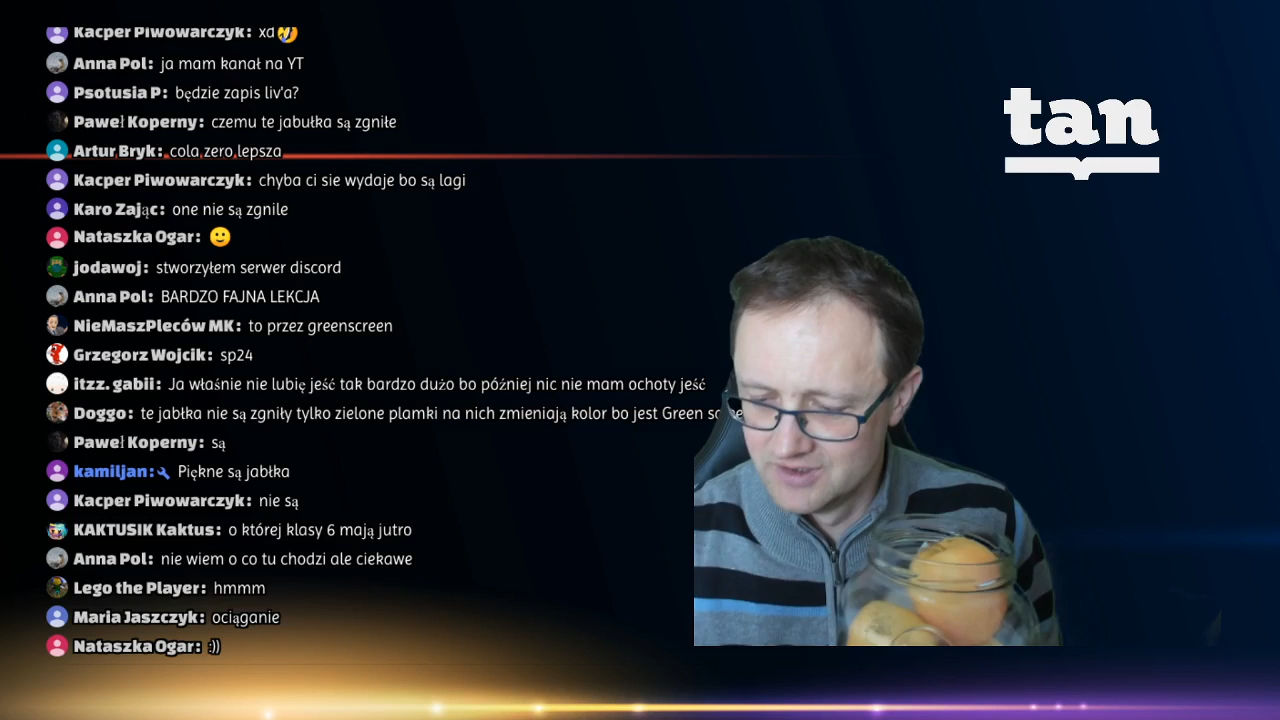 Kacper Piwowarczyk: xd🤣
Anna Pol: ja mam kanał na YT
Psotusia P: będzie zapis liv'a?
Paweł Koperny: czemu te jabułka są zgniłe
Artur Bryk: cola zero lepsza
Kacper Piwowarczyk: chyba ci sie wydaje bo są lagi
Karo Zając: one nie są zgnile
Nataszka Ogar: 🙂
jodawoj: stworzyłem serwer discord
Anna Pol: BARDZO FAJNA LEKCJA
NieMaszPleców MK: to przez greenscreen
Grzegorz Wojcik: sp24
itzz. gabii: Ja właśnie nie lubię jeść tak bardzo dużo bo później nic nie mam ochoty jeść
Doggo: te jabłka nie są zgniły tylko zielone plamki na nich zmieniają kolor bo jest Green
Paweł Koperny: są
kamiljan:🔧 Piękne są jabłka
Kacper Piwowarczyk: nie są
KAKTUSIK Kaktus: o której klasy 6 mają jutro
Anna Pol: nie wiem o co tu chodzi ale ciekawe
Lego the Player: hmmm
Maria Jaszczyk: ociąganie
Nataszka Ogar: :))
tan